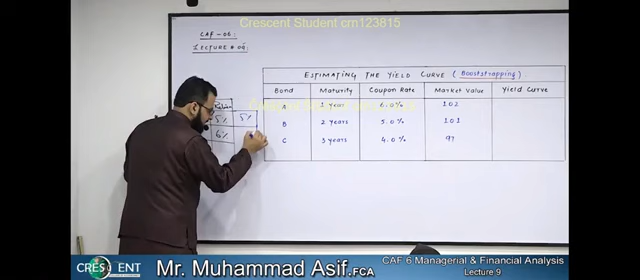 Crescent Student crn123815
CAF - 06:
LECTURE # 06:
ESTIMATING THE YIELD CURVE (Bootstrapping)
Bond Maturity Coupon Rate Market Value Yield Curve
A 1 year 6.0% 102
B 2 years 5.0% 101
C 3 years 4.0%
5% 5%
6%
CRESCENT
Mr. Muhammad Asif, FCA
CAF 6 Managerial & Financial Analysis
Lecture 9